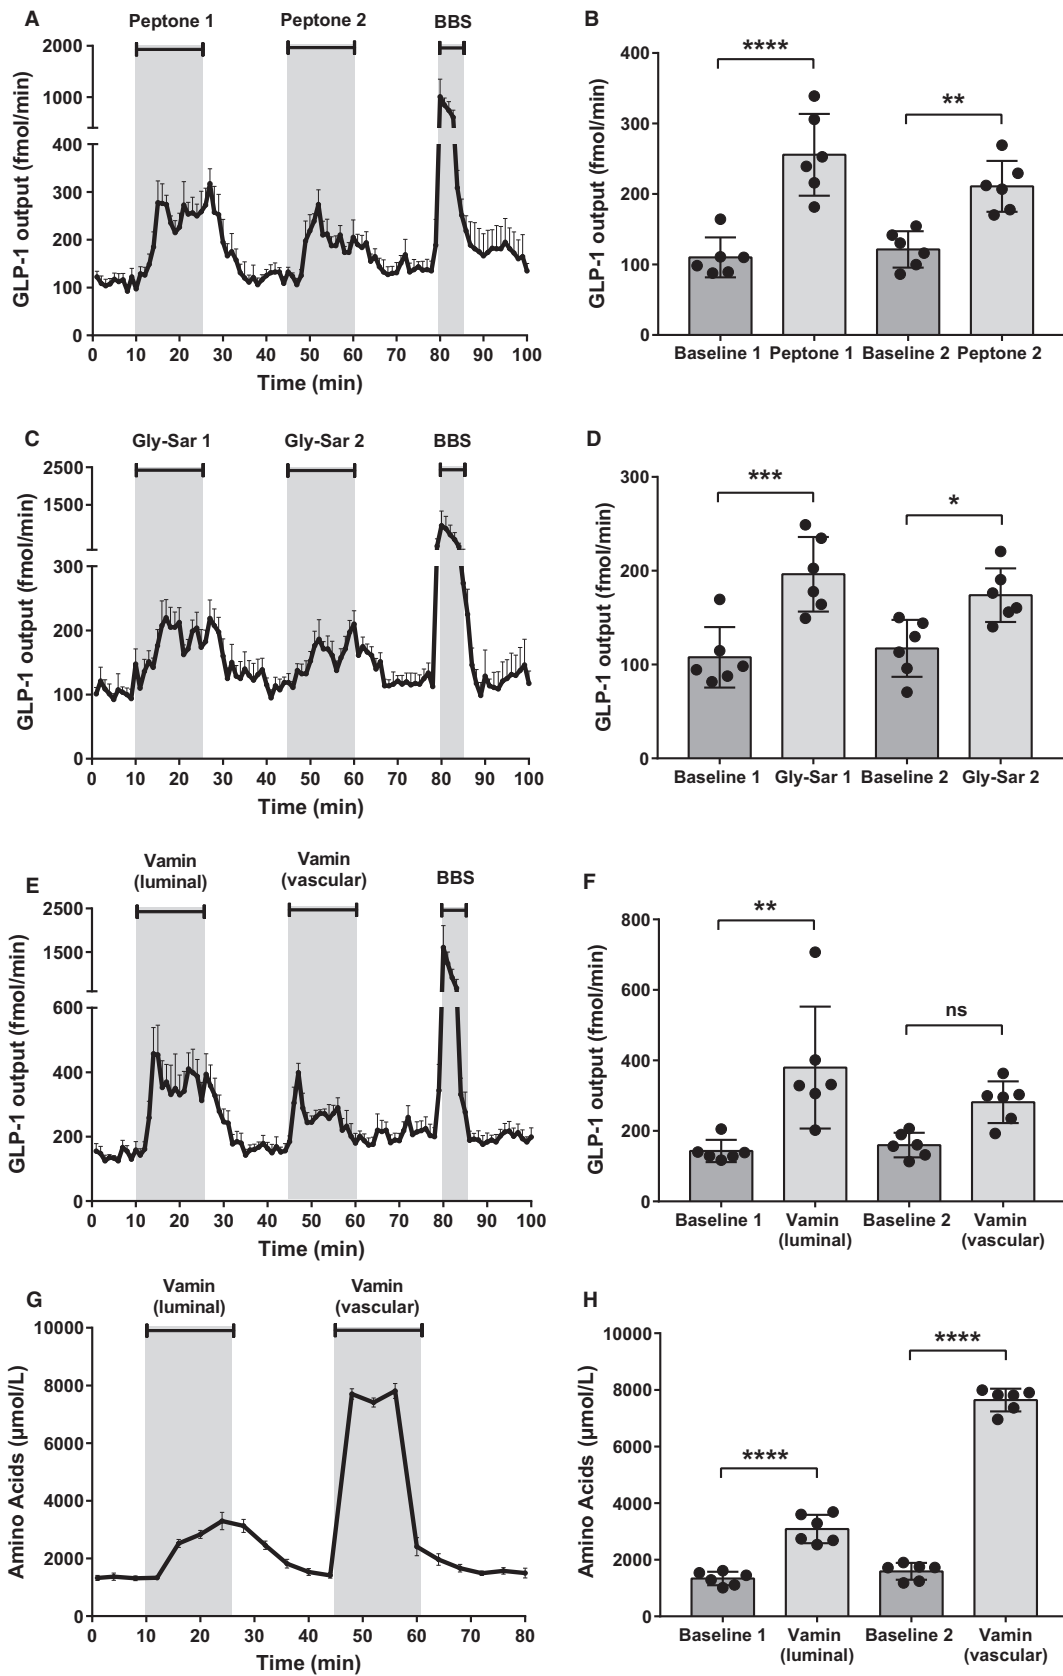 A
Peptone 1
Peptone 2
BBS
GLP-1 output (fmol/min)
2000
1000
400
300
200
100
0
0 10 20 30 40 50 60 70 80 90 100
Time (min)
B
GLP-1 output (fmol/min)
400
300
200
100
0
****
**
Baseline 1 Peptone 1 Baseline 2 Peptone 2
C
Gly-Sar 1
Gly-Sar 2
BBS
GLP-1 output (fmol/min)
2500
1500
300
200
100
0
0 10 20 30 40 50 60 70 80 90 100
Time (min)
D
GLP-1 output (fmol/min)
300
200
100
0
***
*
Baseline 1 Gly-Sar 1 Baseline 2 Gly-Sar 2
E
Vamin
(luminal)
Vamin
(vascular)
BBS
GLP-1 output (fmol/min)
2500
1500
600
400
200
0
0 10 20 30 40 50 60 70 80 90 100
Time (min)
F
GLP-1 output (fmol/min)
800
600
400
200
0
**
ns
Baseline 1 Vamin Baseline 2 Vamin
(luminal) (vascular)
G
Vamin
(luminal)
Vamin
(vascular)
Amino Acids (µmol/L)
10000
8000
6000
4000
2000
0
0 10 20 30 40 50 60 70 80
Time (min)
H
Amino Acids (µmol/L)
10000
8000
6000
4000
2000
0
****
****
Baseline 1 Vamin Baseline 2 Vamin
(luminal) (vascular)